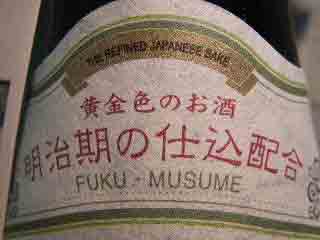 THE REFINED JAPANESE SAKE
黄金色のお酒
明治期の仕込配合
FUKU - MUSUME